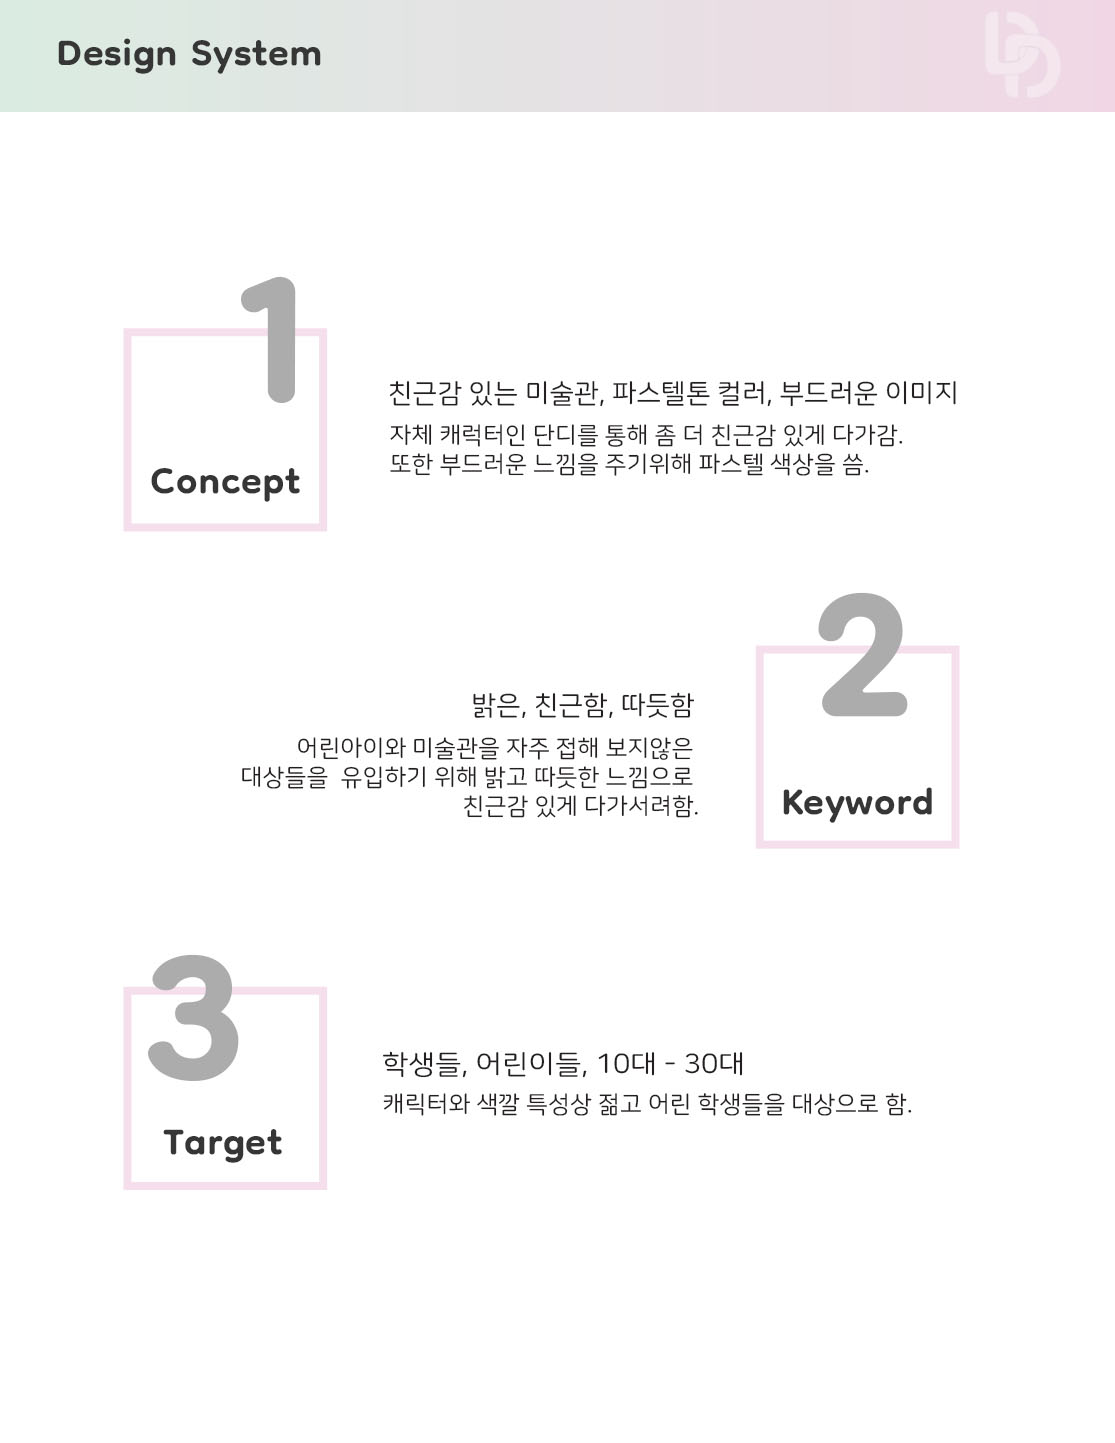 Design System
1
Concept
친근감 있는 미술관, 파스텔톤 컬러, 부드러운 이미지
자체 캐럭터인 단디를 통해 좀 더 친근감 있게 다가감.
또한 부드러운 느낌을 주기위해 파스텔 색상을 씀.
2
Keyword
밝은, 친근함, 따듯함
어린아이와 미술관을 자주 접해 보지않은
대상들을 유입하기 위해 밝고 따듯한 느낌으로
친근감 있게 다가서려함.
3
Target
학생들, 어린이들, 10대 - 30대
캐릭터와 색깔 특성상 젊고 어린 학생들을 대상으로 함.